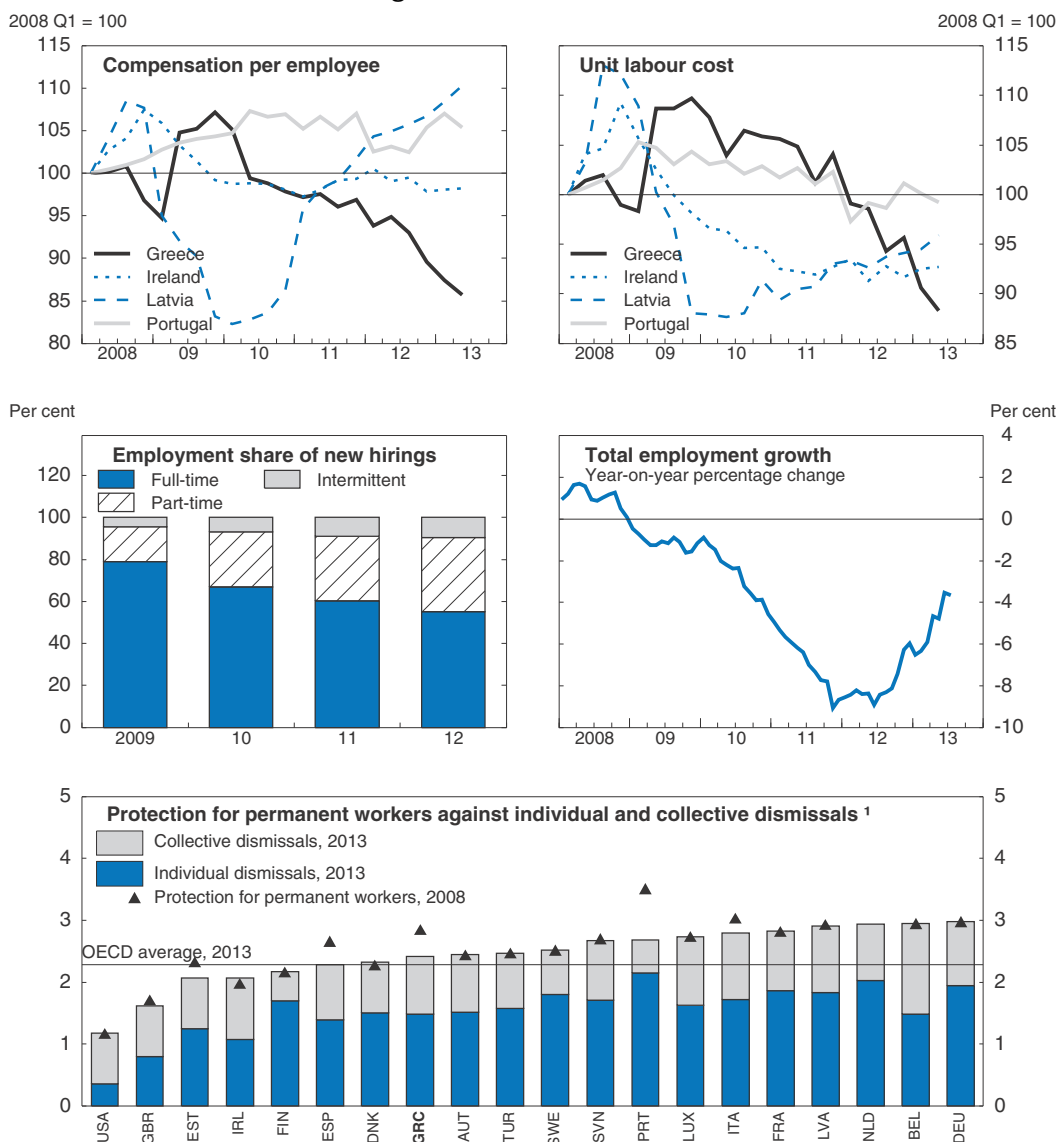 2008 Q1 = 100
2008 Q1 = 100
Compensation per employee
115
110
105
100
95
90
85
80
Greece
Ireland
Latvia
Portugal
2008 09 10 11 12 13
Unit labour cost
115
110
105
100
95
90
85
Greece
Ireland
Latvia
Portugal
2008 09 10 11 12 13
Per cent
Per cent
Employment share of new hirings
Full-time
Intermittent
Part-time
120
100
80
60
40
20
0
2009 10 11 12
Total employment growth
Year-on-year percentage change
4
2
0
-2
-4
-6
-8
-10
2008 09 10 11 12 13
Protection for permanent workers against individual and collective dismissals ¹
Collective dismissals, 2013
Individual dismissals, 2013
Protection for permanent workers, 2008
OECD average, 2013
5 5
4 4
3 3
2 2
1 1
0 0
USA GBR EST IRL FIN ESP DNK GRC AUT TUR SWE SVN PRT LUX ITA FRA LVA NLD BEL DEU